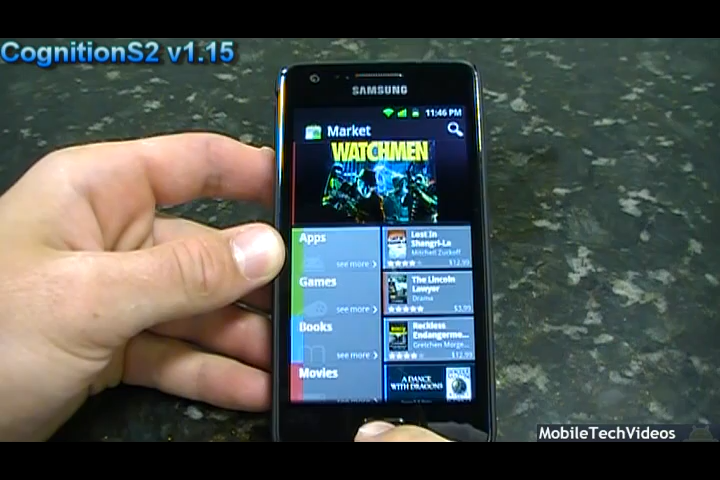 CognitionS2 v1.15
SAMSUNG
11:46 PM
Market
WATCHMEN
Apps
see more
Lost In
Shangri-La
Mitchell Zuckoff
$12.99
Games
see more
The Lincoln
Lawyer
Drama
$3.99
Books
see more
Reckless
Endangerme...
Gretchen Morge...
$12.99
Movies
A DANCE
WITH DRAGONS
MobileTechVideos